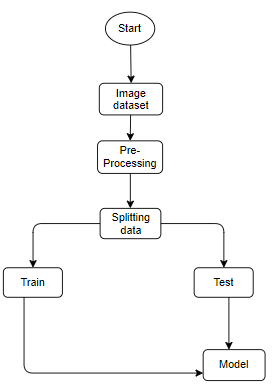 Start
Image
dataset
Pre-
Processing
Splitting
data
Train
Test
Model